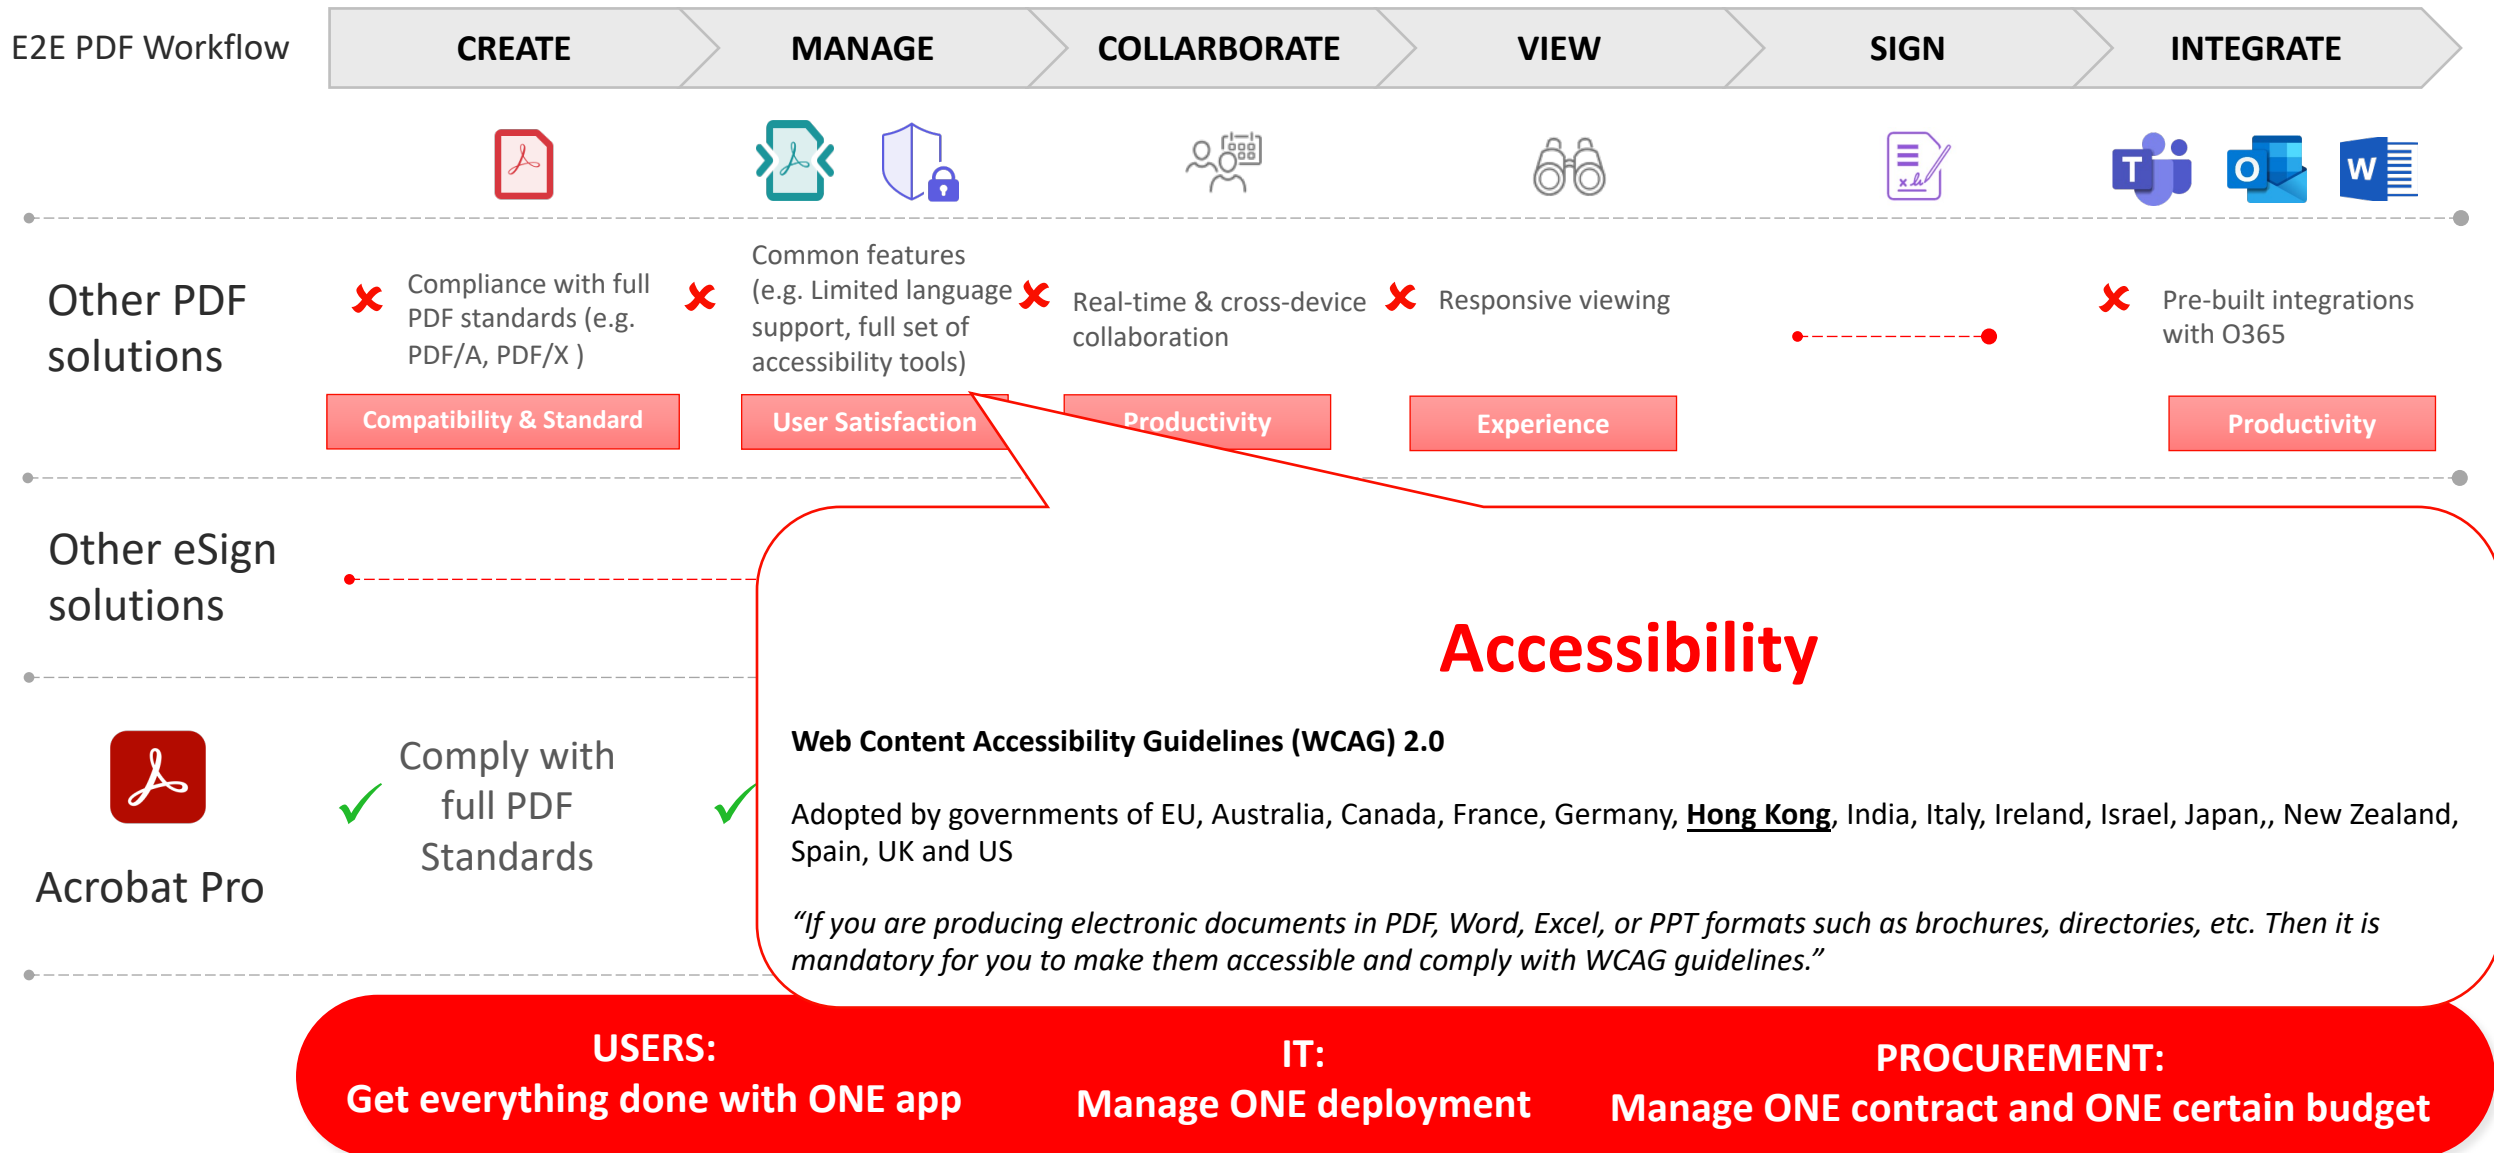 E2E PDF Workflow
CREATE
MANAGE
COLLARBORATE
VIEW
SIGN
INTEGRATE
T
O
W
Other PDF
solutions
Compliance with full
PDF standards (e.g.
PDF/A, PDF/X )
Compatibility & Standard
Common features
(e.g. Limited language
support, full set of
accessibility tools)
User Satisfaction
Real-time & cross-device
collaboration
Productivity
Responsive viewing
Experience
Pre-built integrations
with O365
Productivity
Other eSign
solutions
Acrobat Pro
Comply with
full PDF
Standards
Accessibility
Web Content Accessibility Guidelines (WCAG) 2.0
Adopted by governments of EU, Australia, Canada, France, Germany, Hong Kong, India, Italy, Ireland, Israel, Japan,, New Zealand,
Spain, UK and US
“If you are producing electronic documents in PDF, Word, Excel, or PPT formats such as brochures, directories, etc. Then it is
mandatory for you to make them accessible and comply with WCAG guidelines.”
USERS:
Get everything done with ONE app
IT:
Manage ONE deployment
PROCUREMENT:
Manage ONE contract and ONE certain budget